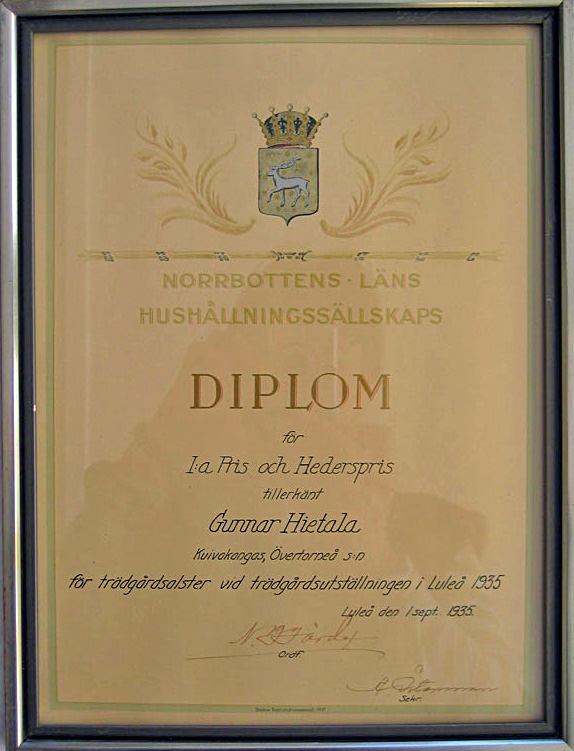 NORRBOTTENS · LÄNS
HUSHÅLLNINGSSÄLLSKAPS
DIPLOM
för
I:a Pris och Hederspris
tillerkänt
Gunnar Hietala
Kuivakangas, Övertorneå s:n
för trädgårdsalster vid trädgårdsutställningen i Luleå 1935
Luleå den 1 sept. 1935.
Ordf.
Sekr.